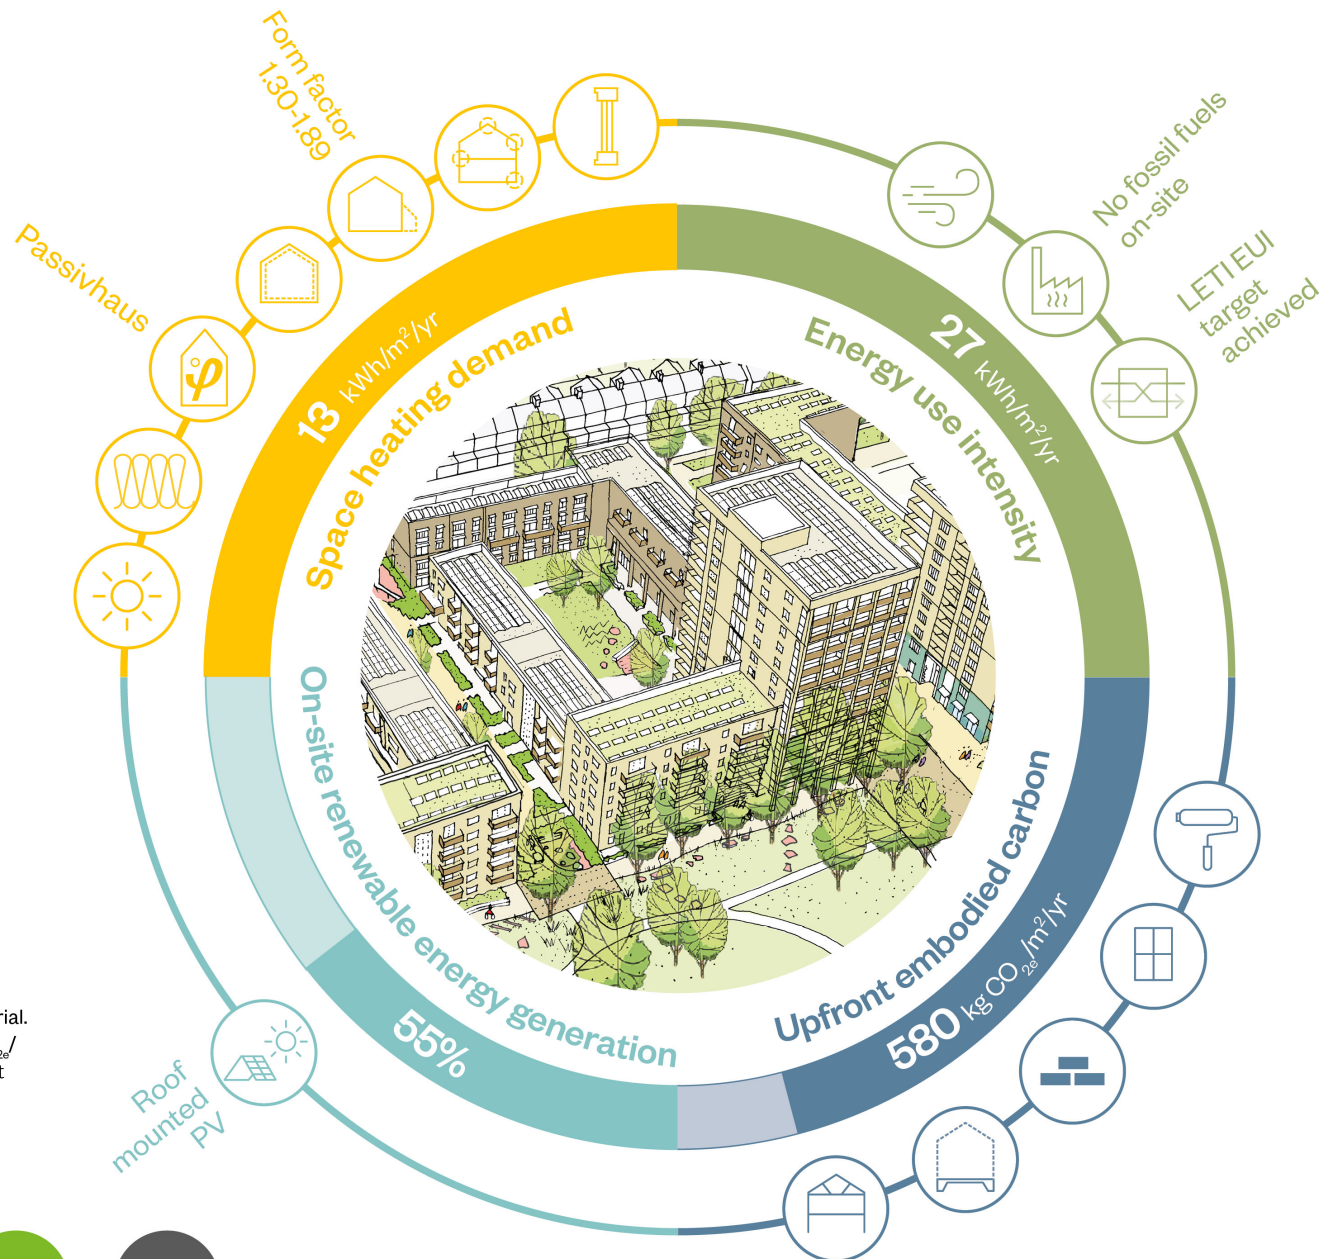 Form factor
1.30-1.89
Passivhaus
No fossil fuels
on-site
LETI EUI
target
achieved
13 kWh/m²/yr
Space heating demand
27 kWh/m²/yr
Energy use intensity
On-site renewable energy generation
55%
Upfront embodied carbon
580 kg CO₂ₑ/m²/yr
Roof
mounted
PV
rial.
₂ₑ/
t